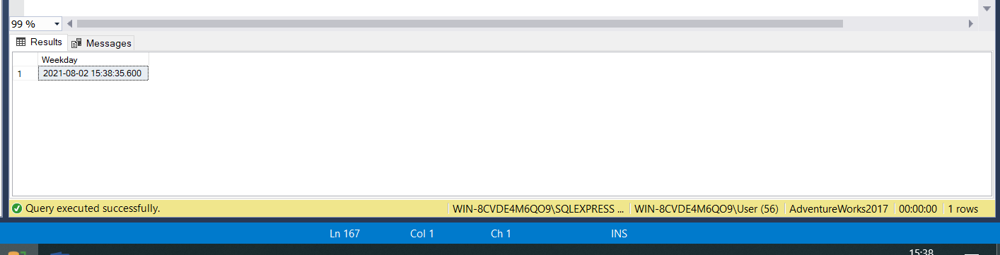 99 %
Results Messages
Weekday
1 2021-08-02 15:38:35.600
Query executed successfully. WIN-8CVDE4M6QO9\SQLEXPRESS ... WIN-8CVDE4M6QO9\User (56) AdventureWorks2017 00:00:00 1 rows
Ln 167 Col 1 Ch 1 INS
15:38